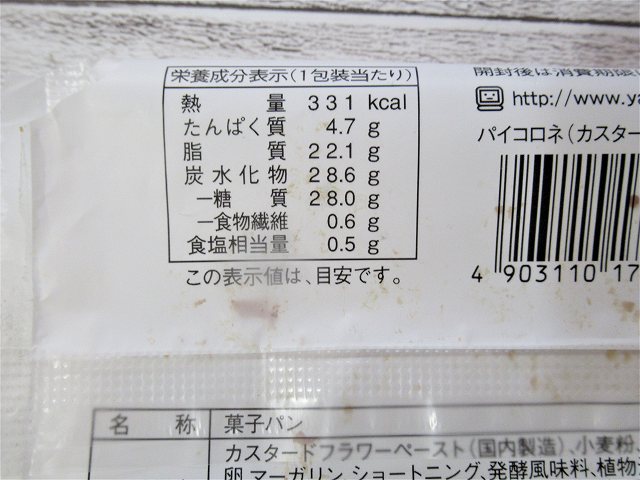 栄養成分表示(1包装当たり)
熱量 331 kcal
たんぱく質 4.7 g
脂質 22.1 g
炭水化物 28.6 g
−糖質 28.0 g
−食物繊維 0.6 g
食塩相当量 0.5 g
この表示値は、目安です。
開封後は消費期限
http://www.ya
パイコロネ(カスター
4 903110 17
名称 菓子パン
カスタードフラワーペースト(国内製造)、小麦粉、
卵、マーガリン、ショートニング、発酵風味料、植物